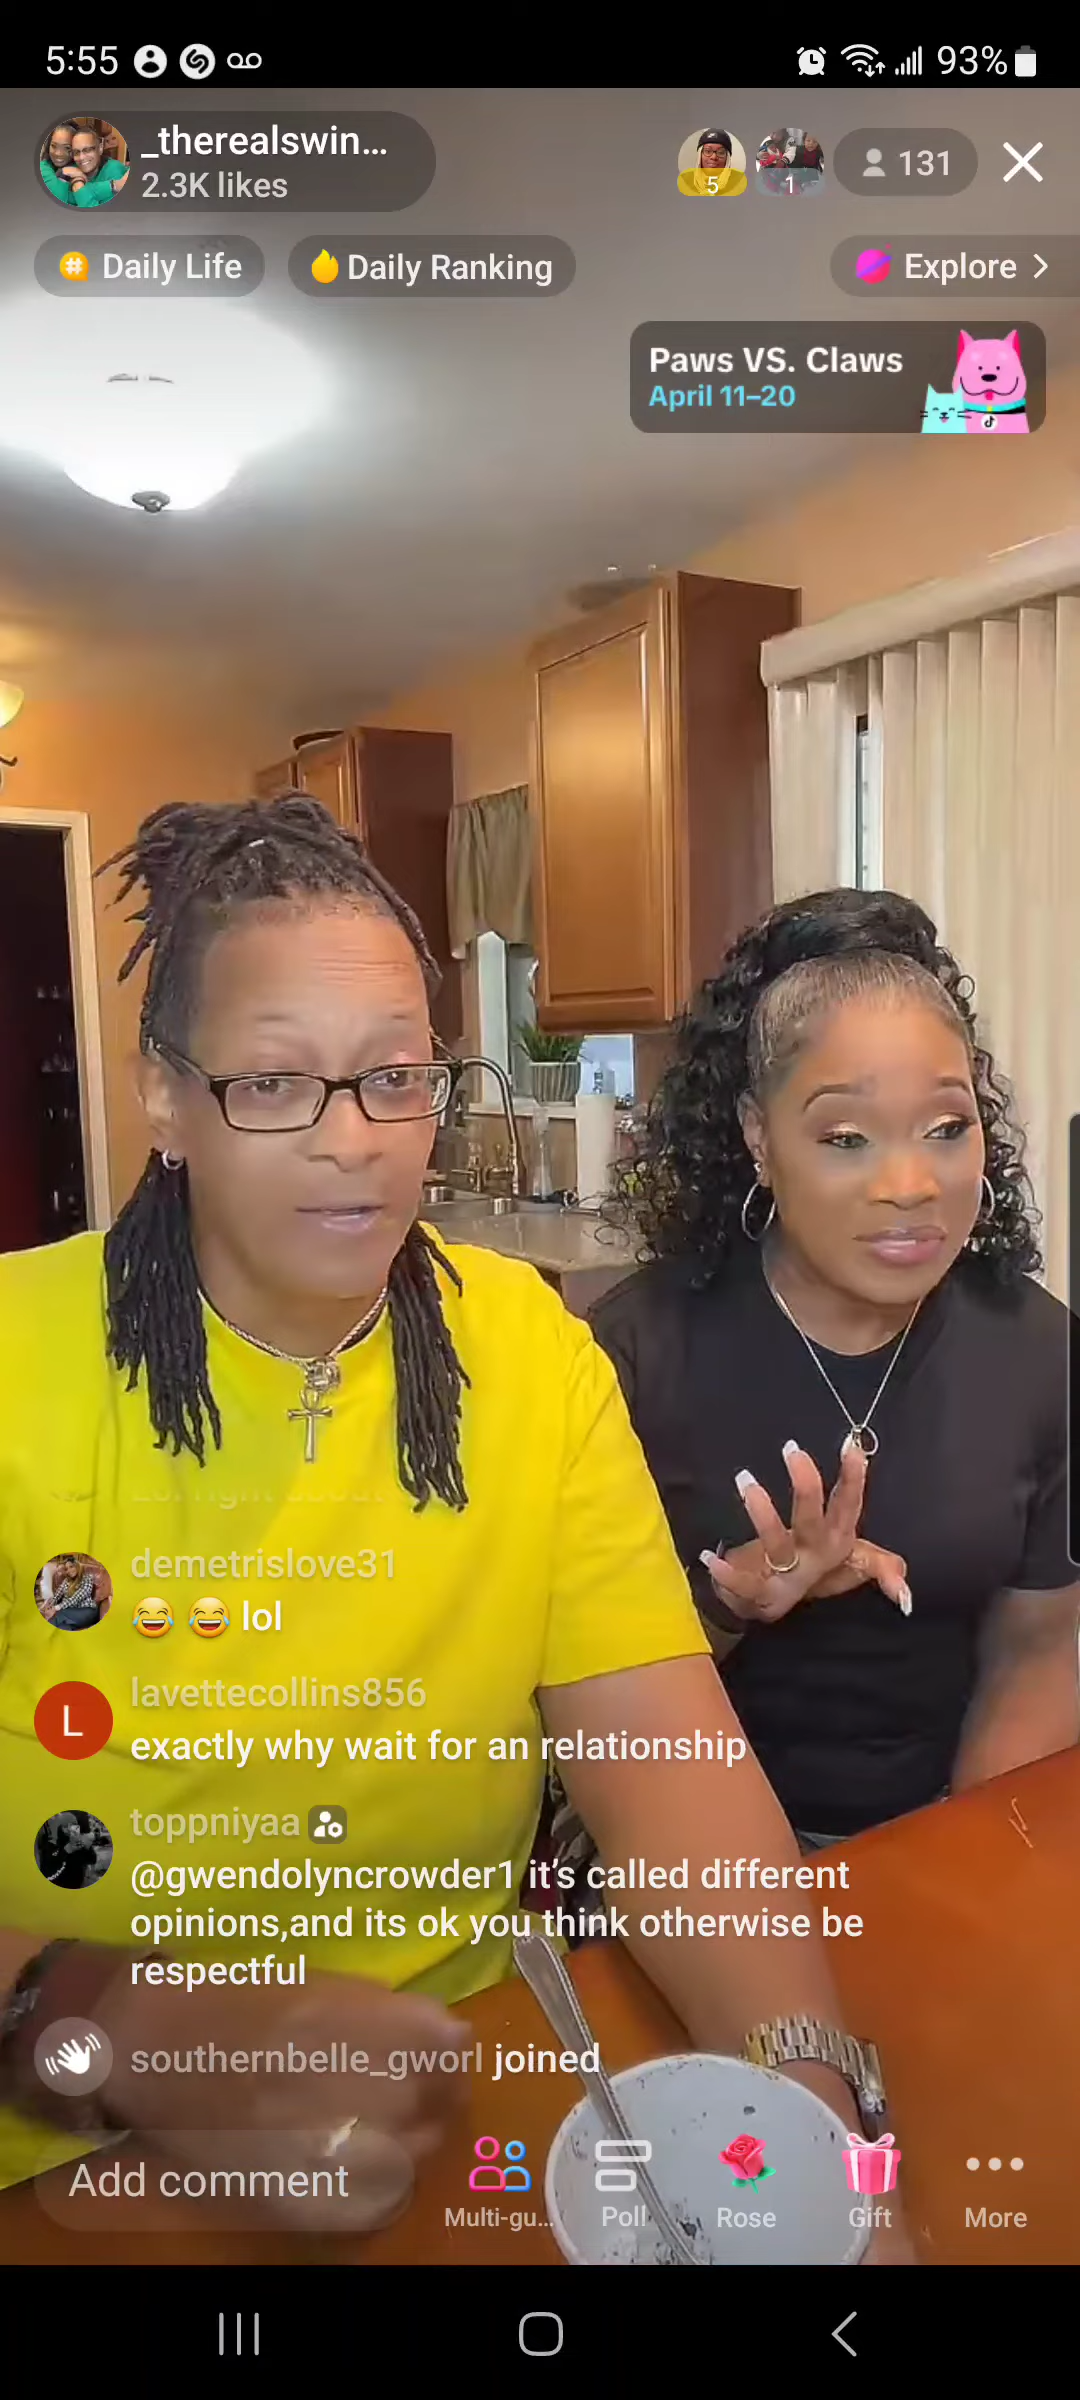 5:55
93%
_therealswin...
2.3K likes
5
1
131
Daily Life
Daily Ranking
Explore
Paws VS. Claws
April 11–20
demetrislove31
😂 😂 lol
L
lavettecollins856
exactly why wait for an relationship
toppniyaa
@gwendolyncrowder1 it's called different
opinions,and its ok you think otherwise be
respectful
southernbelle_gworl joined
Add comment
Multi-gu...
Poll
Rose
Gift
More